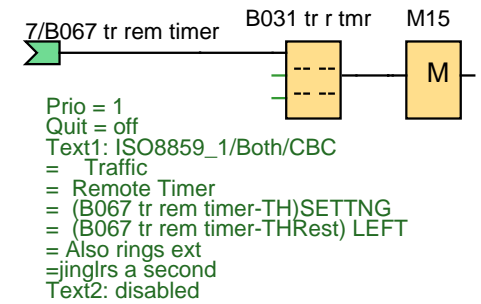 7/B067 tr rem timer
B031 tr r tmr
M15
M
Prio = 1
Quit = off
Text1: ISO8859_1/Both/CBC
= Traffic
= Remote Timer
= (B067 tr rem timer-TH)SETTNG
= (B067 tr rem timer-THRest) LEFT
= Also rings ext
=jinglrs a second
Text2: disabled